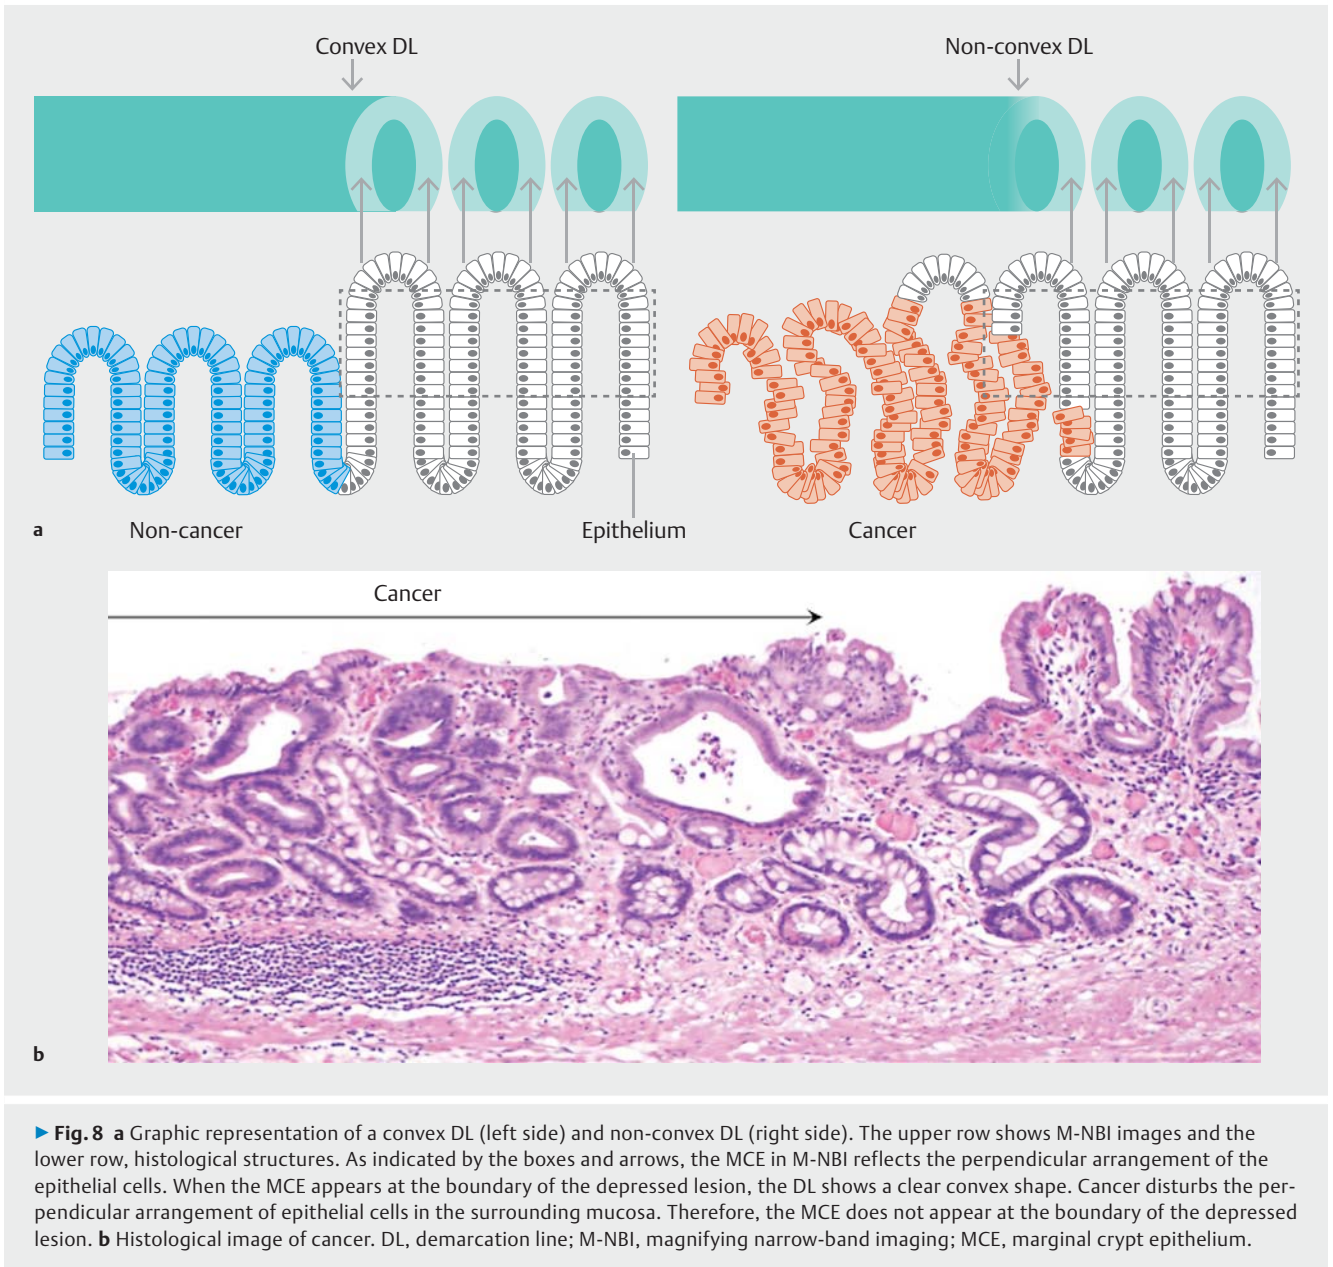 Convex DL
Non-convex DL
a
Non-cancer
Epithelium
Cancer
Cancer
b
► Fig. 8 a Graphic representation of a convex DL (left side) and non-convex DL (right side). The upper row shows M-NBI images and the
lower row, histological structures. As indicated by the boxes and arrows, the MCE in M-NBI reflects the perpendicular arrangement of the
epithelial cells. When the MCE appears at the boundary of the depressed lesion, the DL shows a clear convex shape. Cancer disturbs the per-
pendicular arrangement of epithelial cells in the surrounding mucosa. Therefore, the MCE does not appear at the boundary of the depressed
lesion. b Histological image of cancer. DL, demarcation line; M-NBI, magnifying narrow-band imaging; MCE, marginal crypt epithelium.